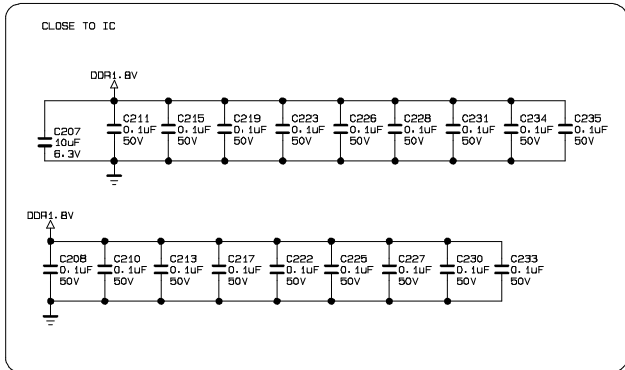 CLOSE TO IC
DDR1.8V
C207
10uF
6.3V
C211
0.1uF
50V
C215
0.1uF
50V
C219
0.1uF
50V
C223
0.1uF
50V
C226
0.1uF
50V
C228
0.1uF
50V
C231
0.1uF
50V
C234
0.1uF
50V
C235
0.1uF
50V
DDR1.8V
C208
0.1uF
50V
C210
0.1uF
50V
C213
0.1uF
50V
C217
0.1uF
50V
C222
0.1uF
50V
C225
0.1uF
50V
C227
0.1uF
50V
C230
0.1uF
50V
C233
0.1uF
50V